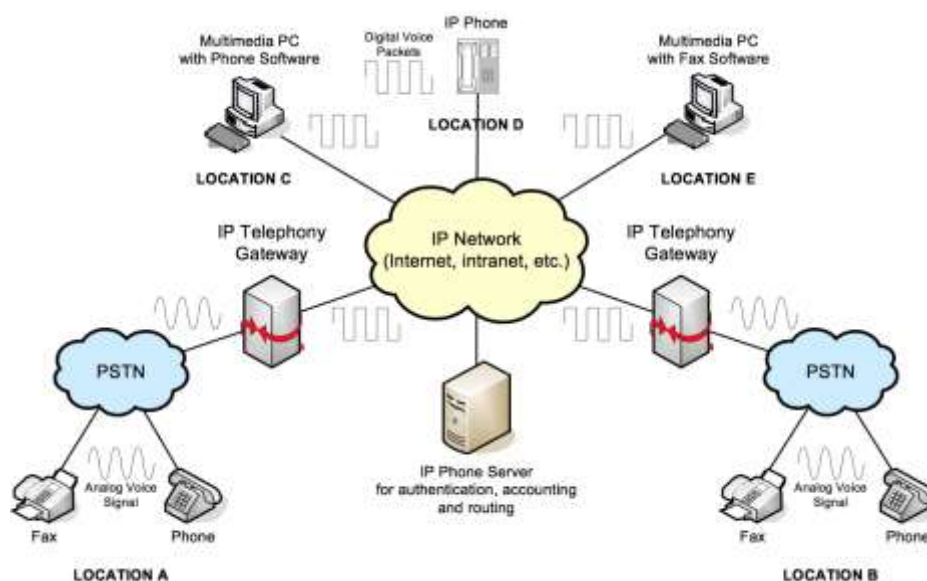 IP Phone
Digital Voice
Packets
Multimedia PC
with Phone Software
Multimedia PC
with Fax Software
LOCATION D
LOCATION C
LOCATION E
IP Telephony
Gateway
IP Network
(Internet, intranet, etc.)
IP Telephony
Gateway
PSTN
PSTN
IP Phone Server
for authentication, accounting
and routing
Analog Voice
Signal
Fax
Phone
Analog Voice
Signal
Fax
Phone
LOCATION A
LOCATION B